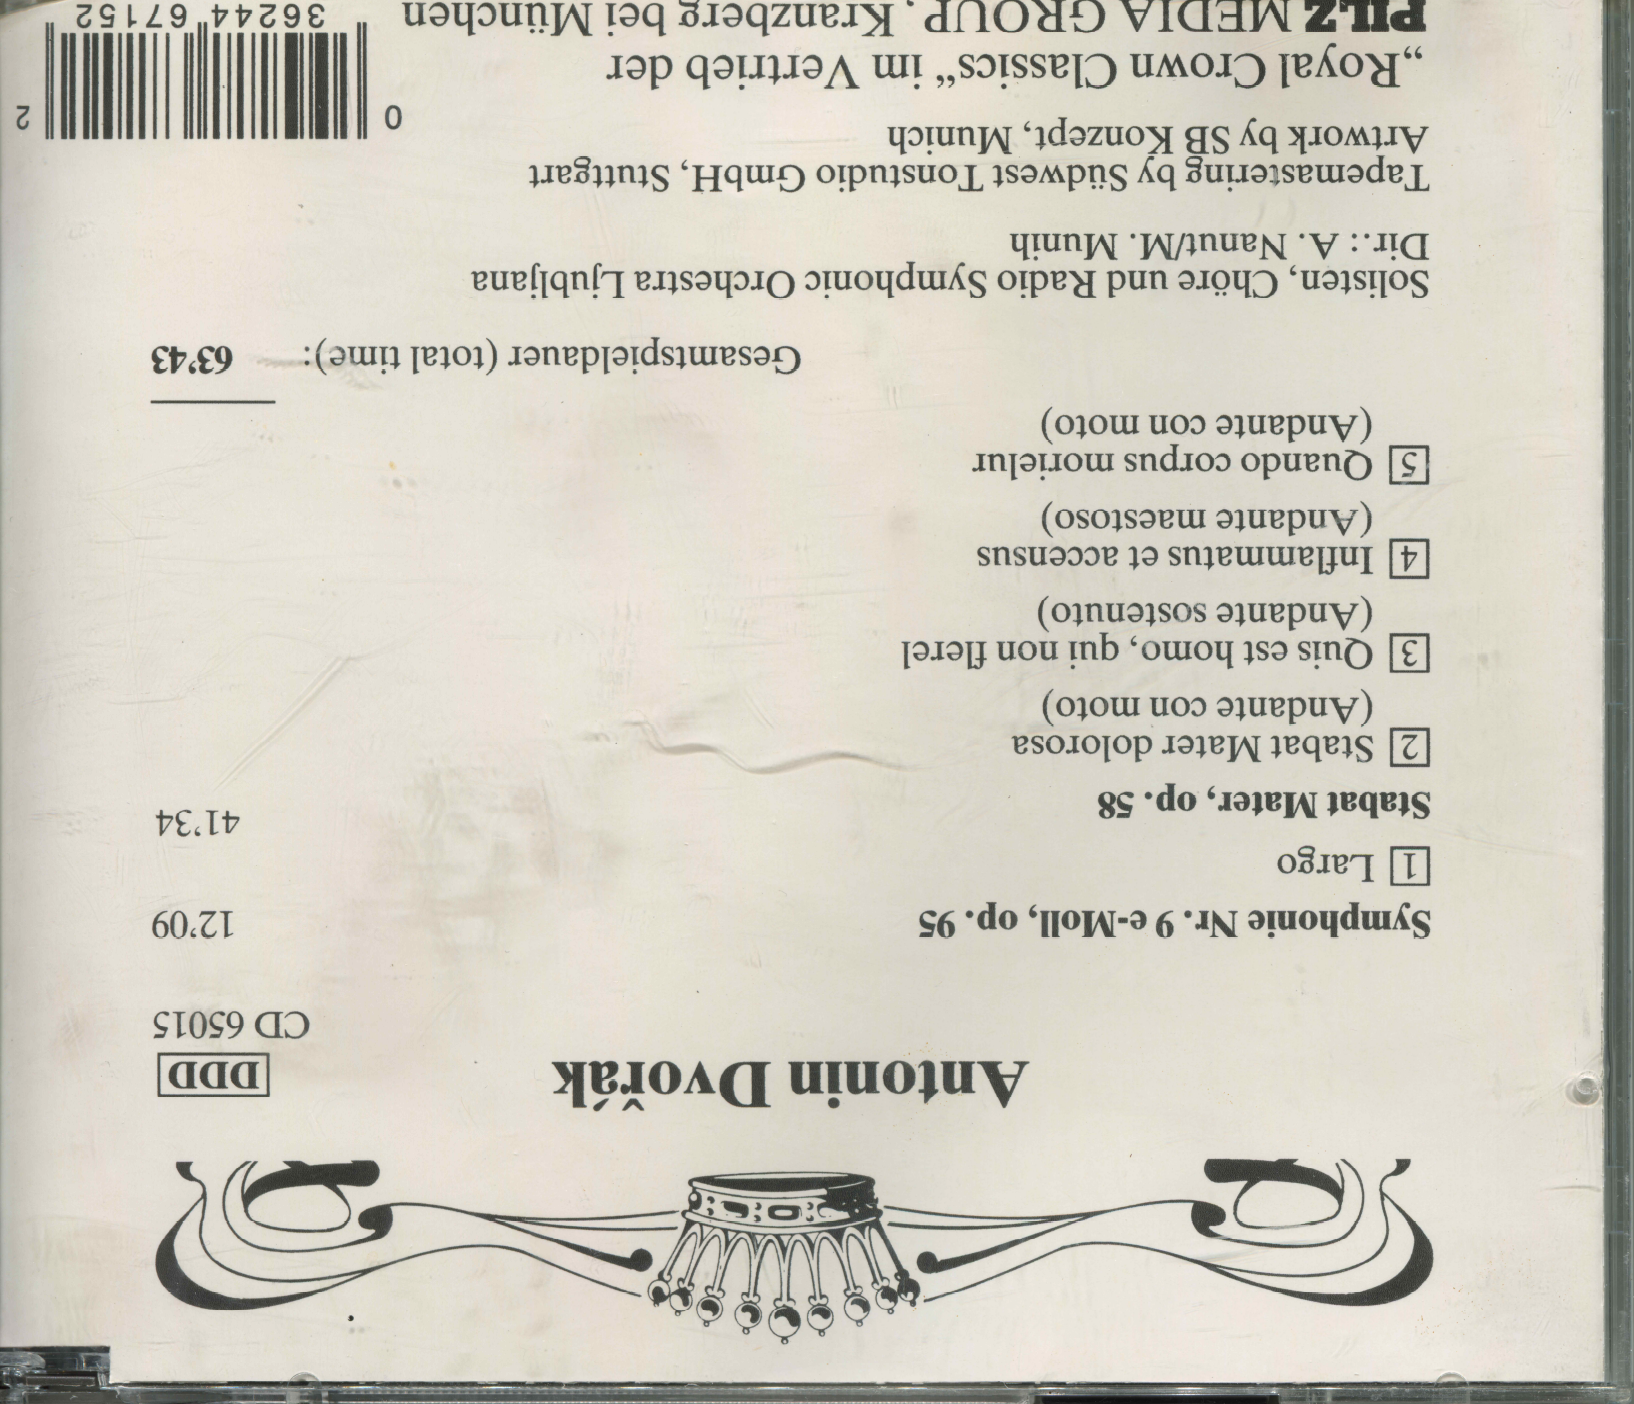 Antonin Dvořák
DDD
CD 65015
Symphonie Nr. 9 e-Moll, op. 95 12’09
1 Largo
Stabat Mater, op. 58 41’34
2 Stabat Mater dolorosa
(Andante con moto)
3 Quis est homo, qui non flerel
(Andante sostenuto)
4 Inflammatus et accensus
(Andante maestoso)
5 Quando corpus morielur
(Andante con moto)
Gesamtspieldauer (total time): 63’43
Solisten, Chöre und Radio Symphonic Orchestra Ljubljana
Dir.: A. Nanut/M. Munih
Tapemastering by Südwest Tonstudio GmbH, Stuttgart
Artwork by SB Konzept, Munich
„Royal Crown Classics“ im Vertrieb der
PILZ MEDIA GROUP, Kranzberg bei München
0 36244 67152 2